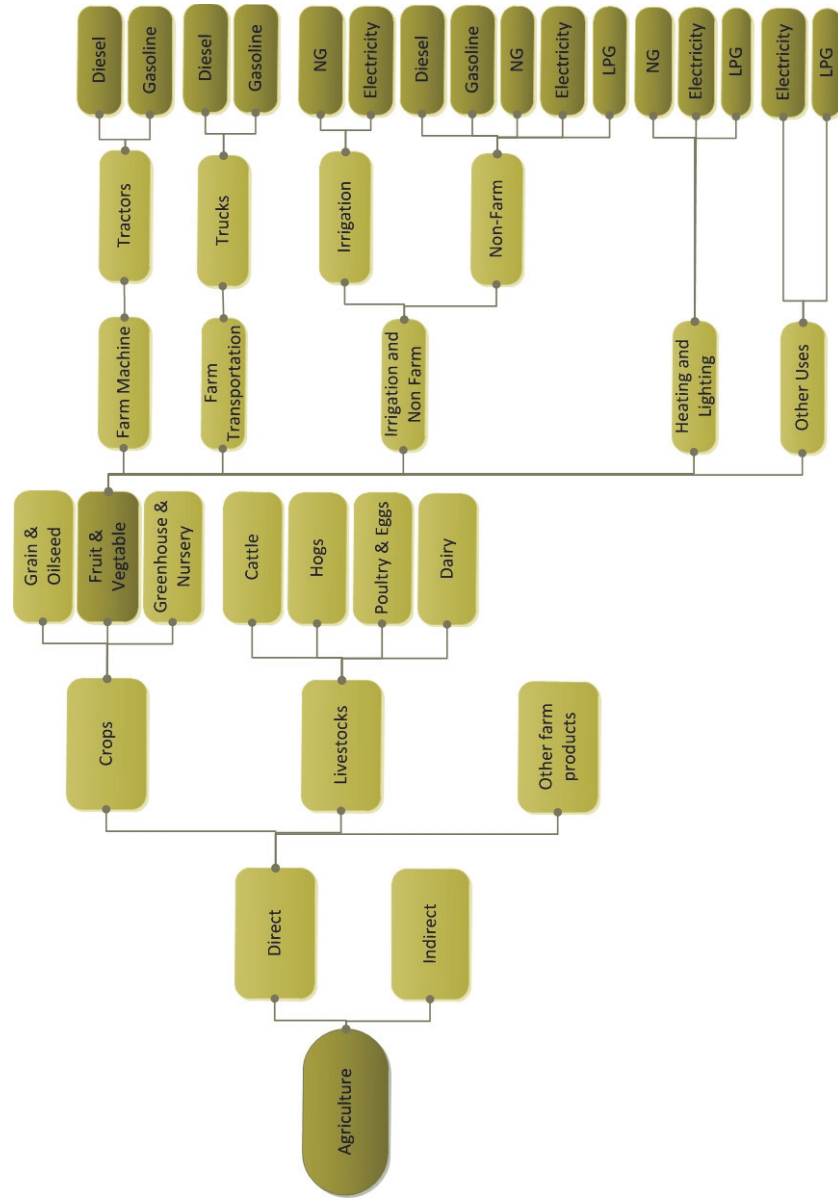 Agriculture
Direct
Indirect
Crops
Livestocks
Other farm
products
Grain &
Oilseed
Fruit &
Vegtable
Greenhouse &
Nursery
Cattle
Hogs
Poultry & Eggs
Dairy
Farm Machine
Farm
Transportation
Irrigation and
Non Farm
Heating and
Lighting
Other Uses
Tractors
Trucks
Irrigation
Non-Farm
Diesel
Gasoline
Diesel
Gasoline
NG
Electricity
Diesel
Gasoline
NG
Electricity
LPG
NG
Electricity
LPG
Electricity
LPG